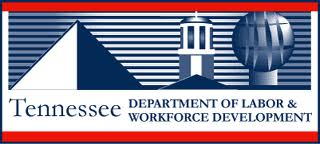 Tennessee DEPARTMENT OF LABOR &
WORKFORCE DEVELOPMENT